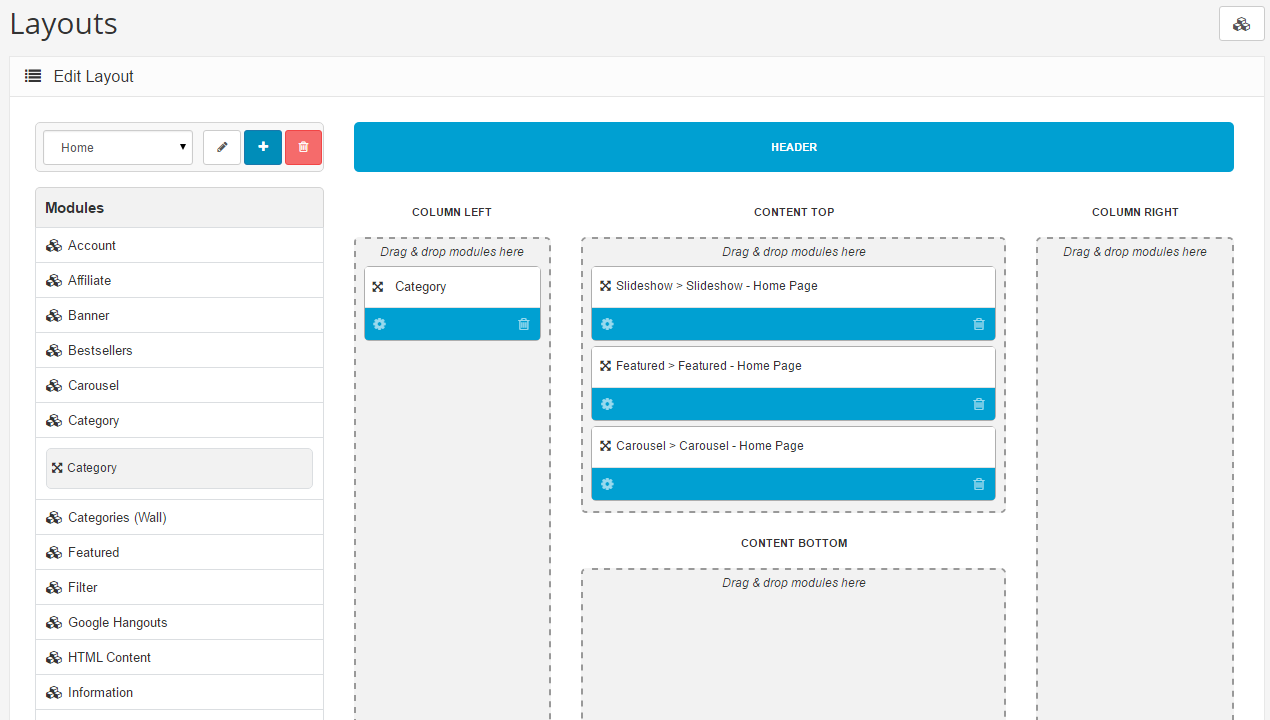 Layouts
Edit Layout
Home
Modules
Account
Affiliate
Banner
Bestsellers
Carousel
Category
Category
Categories (Wall)
Featured
Filter
Google Hangouts
HTML Content
Information
HEADER
COLUMN LEFT
Drag & drop modules here
Category
CONTENT TOP
Drag & drop modules here
Slideshow > Slideshow - Home Page
Featured > Featured - Home Page
Carousel > Carousel - Home Page
CONTENT BOTTOM
Drag & drop modules here
COLUMN RIGHT
Drag & drop modules here